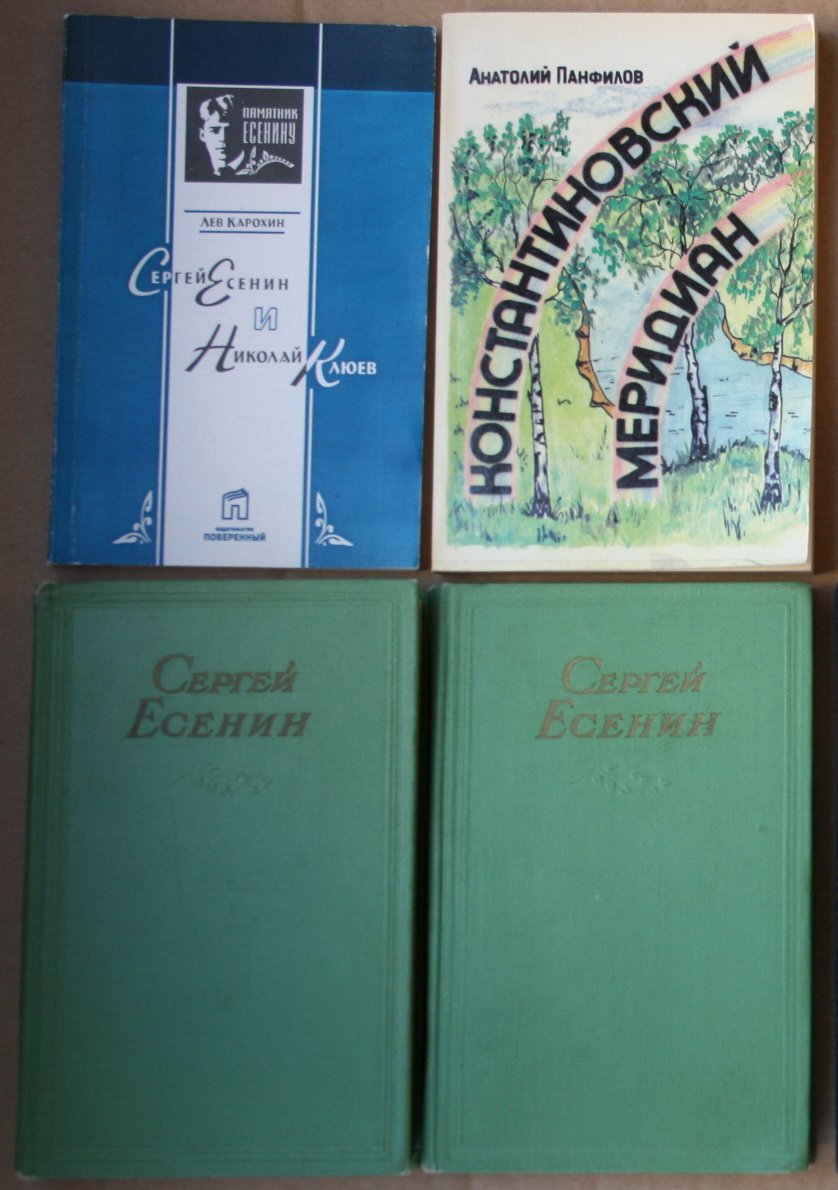 ПАМЯТНИК
ЕСЕНИНУ
ЛЕВ КАРОХИН
СЕРГЕЙ ЕСЕНИН
И
НИКОЛАЙ КЛЮЕВ
ИЗДАТЕЛЬСТВО
ПОВЕРЕННЫЙ
АНАТОЛИЙ ПАНФИЛОВ
КОНСТАНТИНОВСКИЙ
МЕРИДИАН
СЕРГЕЙ
ЕСЕНИН
СЕРГЕЙ
ЕСЕНИН